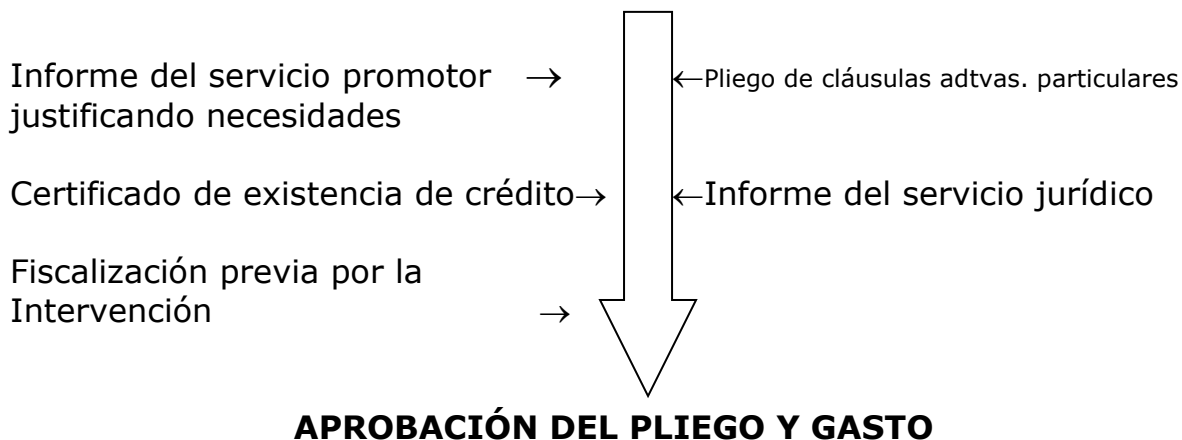 Informe del servicio promotor →
justificando necesidades
←Pliego de cláusulas adtvas. particulares
Certificado de existencia de crédito→
←Informe del servicio jurídico
Fiscalización previa por la
Intervención →
APROBACIÓN DEL PLIEGO Y GASTO